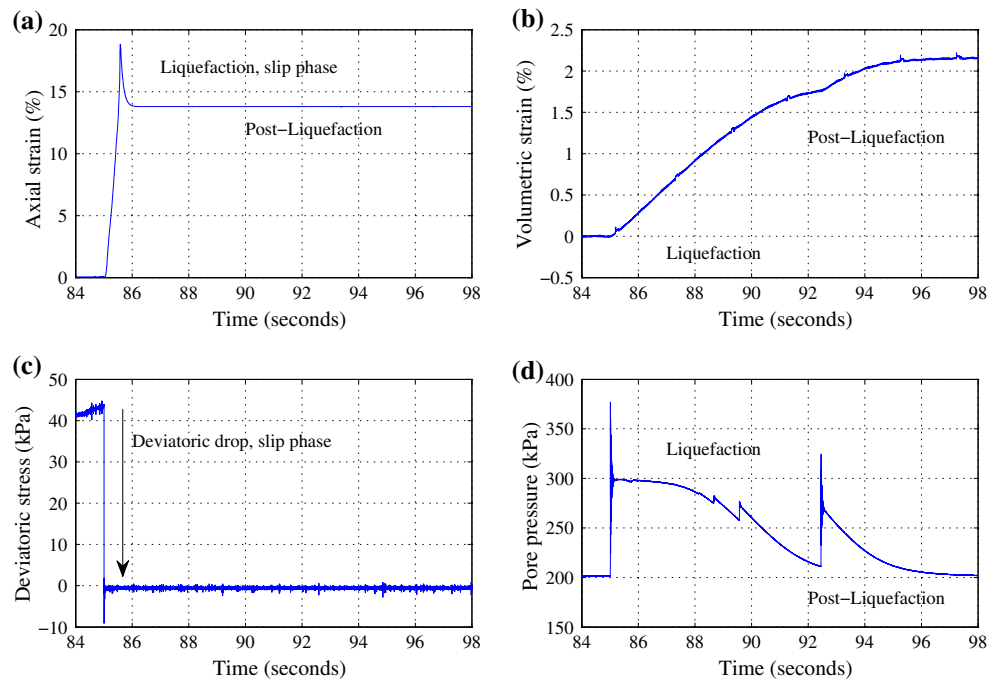 (a)
20
15
10
5
0
Axial strain (%)
Liquefaction, slip phase
Post−Liquefaction
84 86 88 90 92 94 96 98
Time (seconds)
(b)
2.5
2
1.5
1
0.5
0
−0.5
Volumetric strain (%)
Post−Liquefaction
Liquefaction
84 86 88 90 92 94 96 98
Time (seconds)
(c)
50
40
30
20
10
0
−10
Deviatoric stress (kPa)
Deviatoric drop, slip phase
84 86 88 90 92 94 96 98
Time (seconds)
(d)
400
350
300
250
200
150
Pore pressure (kPa)
Liquefaction
Post−Liquefaction
84 86 88 90 92 94 96 98
Time (seconds)